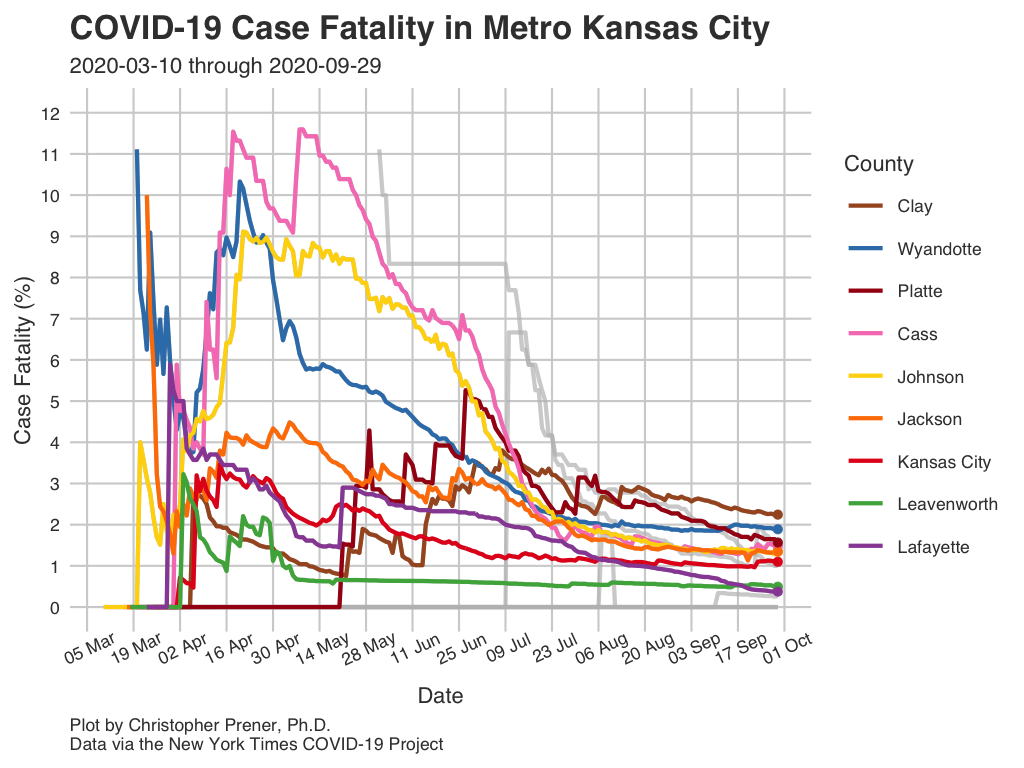 COVID-19 Case Fatality in Metro Kansas City
2020-03-10 through 2020-09-29
Case Fatality (%)
12
11
10
9
8
7
6
5
4
3
2
1
0
05 Mar
19 Mar
02 Apr
16 Apr
30 Apr
14 May
28 May
11 Jun
25 Jun
09 Jul
23 Jul
06 Aug
20 Aug
03 Sep
17 Sep
01 Oct
Date
County
Clay
Wyandotte
Platte
Cass
Johnson
Jackson
Kansas City
Leavenworth
Lafayette
Plot by Christopher Prener, Ph.D.
Data via the New York Times COVID-19 Project